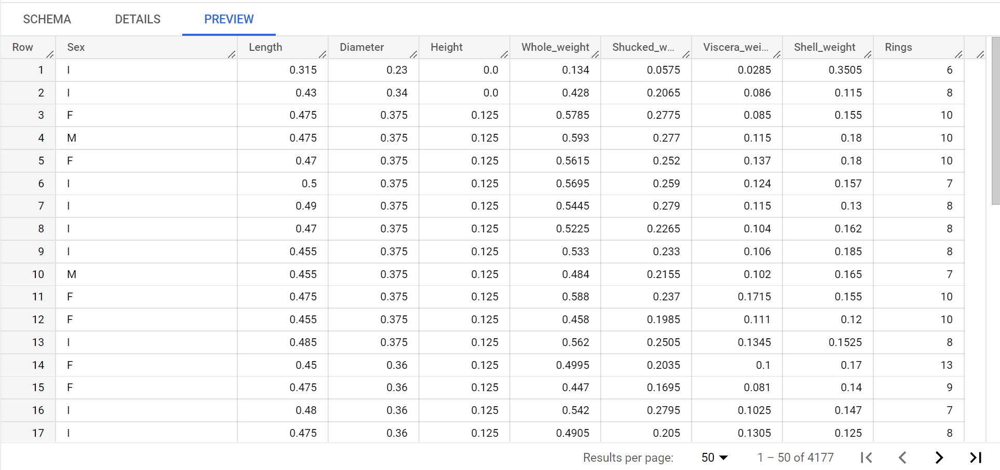 SCHEMA DETAILS PREVIEW
Row Sex Length Diameter Height Whole_weight Shucked_w... Viscera_wei... Shell_weight Rings
1 I 0.315 0.23 0.0 0.134 0.0575 0.0285 0.3505 6
2 I 0.43 0.34 0.0 0.428 0.2065 0.086 0.115 8
3 F 0.475 0.375 0.125 0.5785 0.2775 0.085 0.155 10
4 M 0.475 0.375 0.125 0.593 0.277 0.115 0.18 10
5 F 0.47 0.375 0.125 0.5615 0.252 0.137 0.18 10
6 I 0.5 0.375 0.125 0.5695 0.259 0.124 0.157 7
7 I 0.49 0.375 0.125 0.5445 0.279 0.115 0.13 8
8 I 0.47 0.375 0.125 0.5225 0.2265 0.104 0.162 8
9 I 0.455 0.375 0.125 0.533 0.233 0.106 0.185 8
10 M 0.455 0.375 0.125 0.484 0.2155 0.102 0.165 7
11 F 0.475 0.375 0.125 0.588 0.237 0.1715 0.155 10
12 F 0.455 0.375 0.125 0.458 0.1985 0.111 0.12 10
13 I 0.485 0.375 0.125 0.562 0.2505 0.1345 0.1525 8
14 F 0.45 0.36 0.125 0.4995 0.2035 0.1 0.17 13
15 F 0.475 0.36 0.125 0.447 0.1695 0.081 0.14 9
16 I 0.48 0.36 0.125 0.542 0.2795 0.1025 0.147 7
17 I 0.475 0.36 0.125 0.4905 0.205 0.1305 0.125 8
Results per page: 50 1 – 50 of 4177